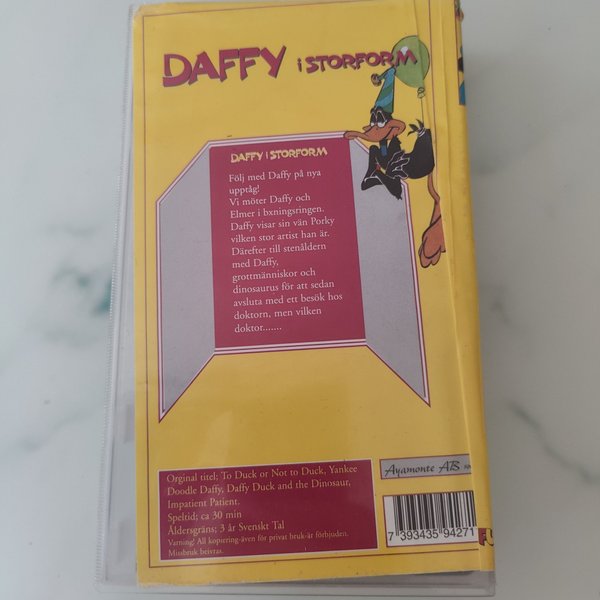 DAFFY i STORFORM
DAFFY i STORFORM
Följ med Daffy på nya
upptåg!
Vi möter Daffy och
Elmer i bxningsringen.
Daffy visar sin vän Porky
vilken stor artist han är.
Därefter till stenåldern
med Daffy,
grottmänniskor och
dinosaurus för att sedan
avsluta med ett besök hos
doktorn, men vilken
doktor.......
Orginal titel: To Duck or Not to Duck, Yankee
Doodle Daffy, Daffy Duck and the Dinosaur,
Impatient Patient.
Speltid; ca 30 min
Åldersgräns; 3 år Svenskt Tal
Varning! All kopiering-även för privat bruk-är förbjuden.
Missbruk beivras.
Ayamonte AB
7 393435 94271